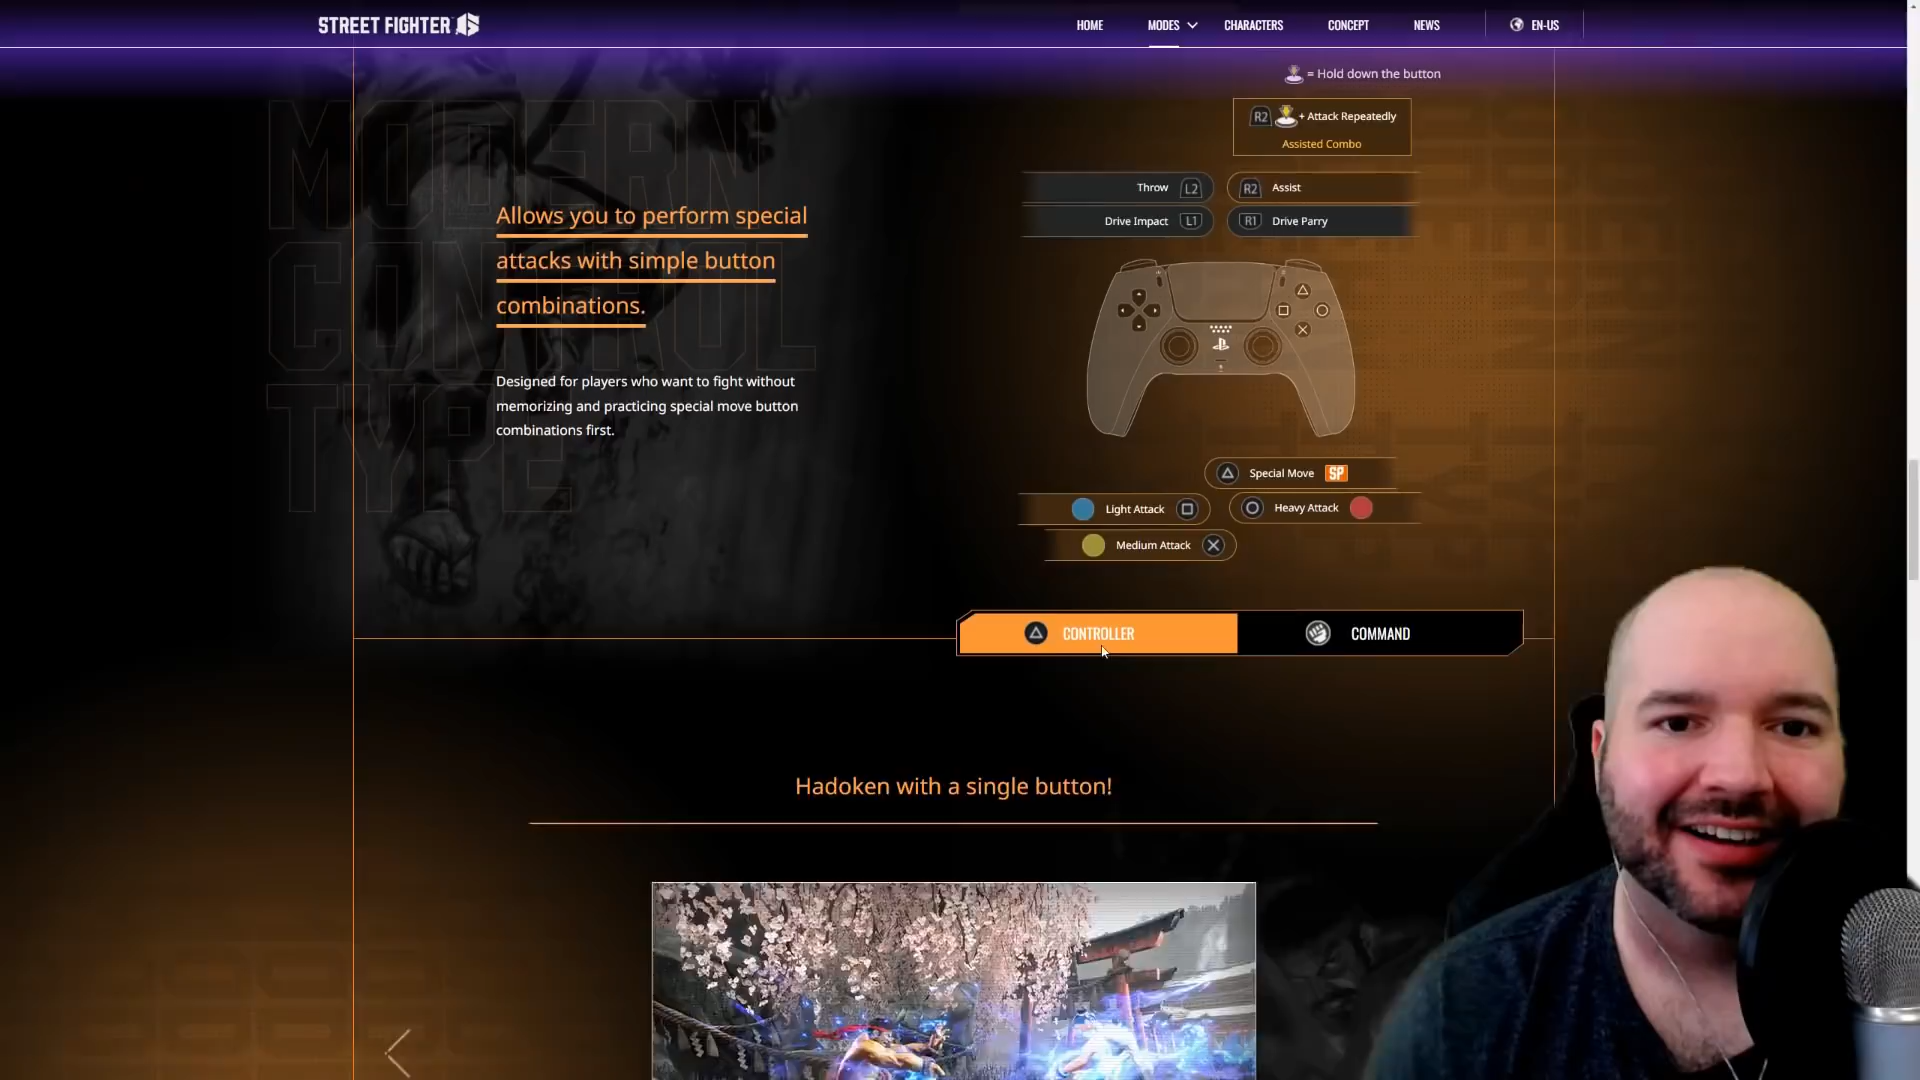 STREET FIGHTER 6
HOME
MODES
CHARACTERS
CONCEPT
NEWS
EN-US
= Hold down the button
R2 + Attack Repeatedly
Assisted Combo
Throw L2
R2 Assist
Drive Impact L1
R1 Drive Parry
MODERN
CONTROL
TYPE
Allows you to perform special
attacks with simple button
combinations.
Designed for players who want to fight without
memorizing and practicing special move button
combinations first.
Special Move SP
Light Attack
Heavy Attack
Medium Attack
CONTROLLER
COMMAND
Hadoken with a single button!